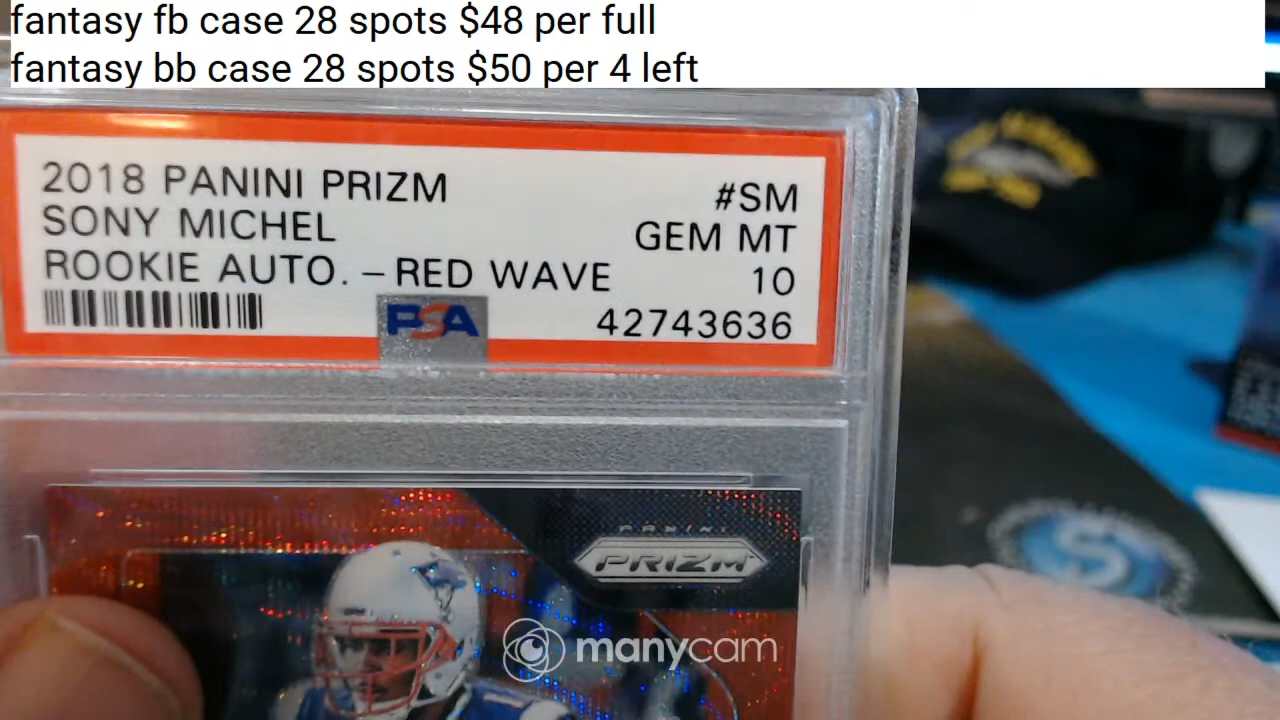 fantasy fb case 28 spots $48 per full
fantasy bb case 28 spots $50 per 4 left
2018 PANINI PRIZM #SM
SONY MICHEL GEM MT
ROOKIE AUTO. – RED WAVE 10
PSA 42743636
PANINI
PRIZM
manycam